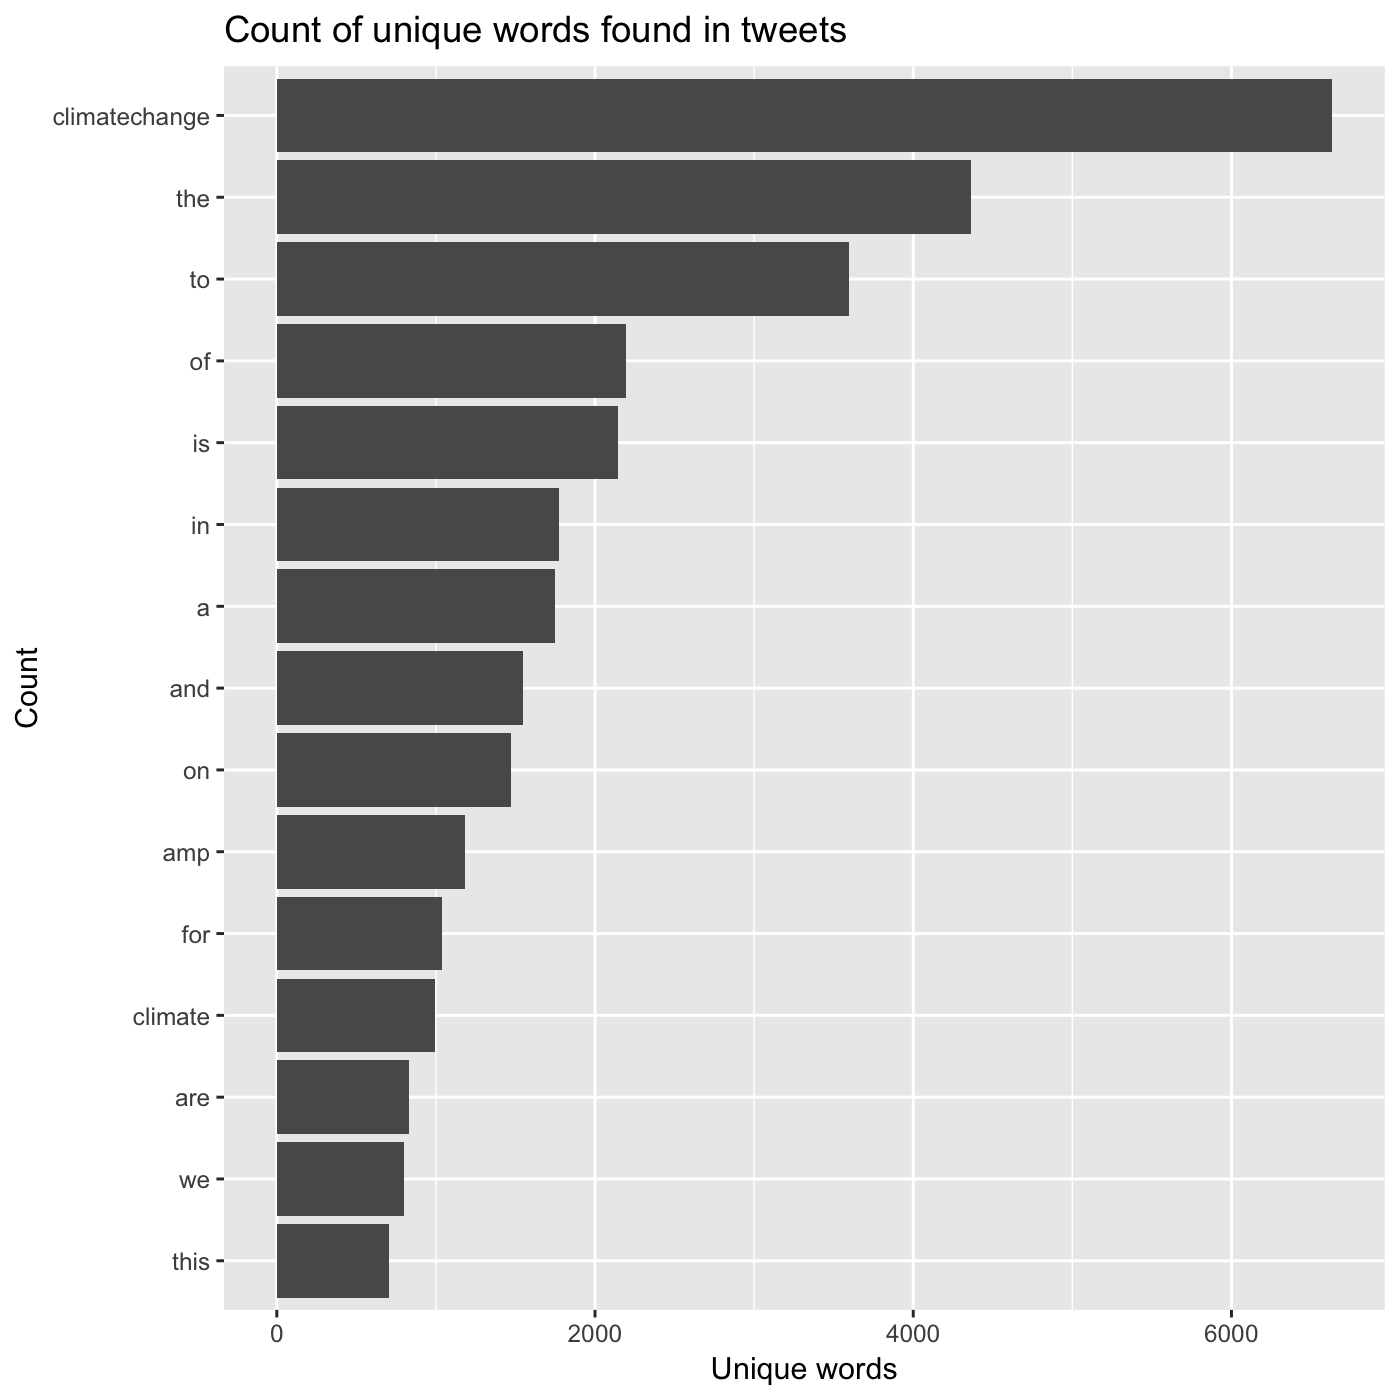 Count of unique words found in tweets
climatechange
the
to
of
is
in
a
and
on
amp
for
climate
are
we
this
Count
0 2000 4000 6000
Unique words